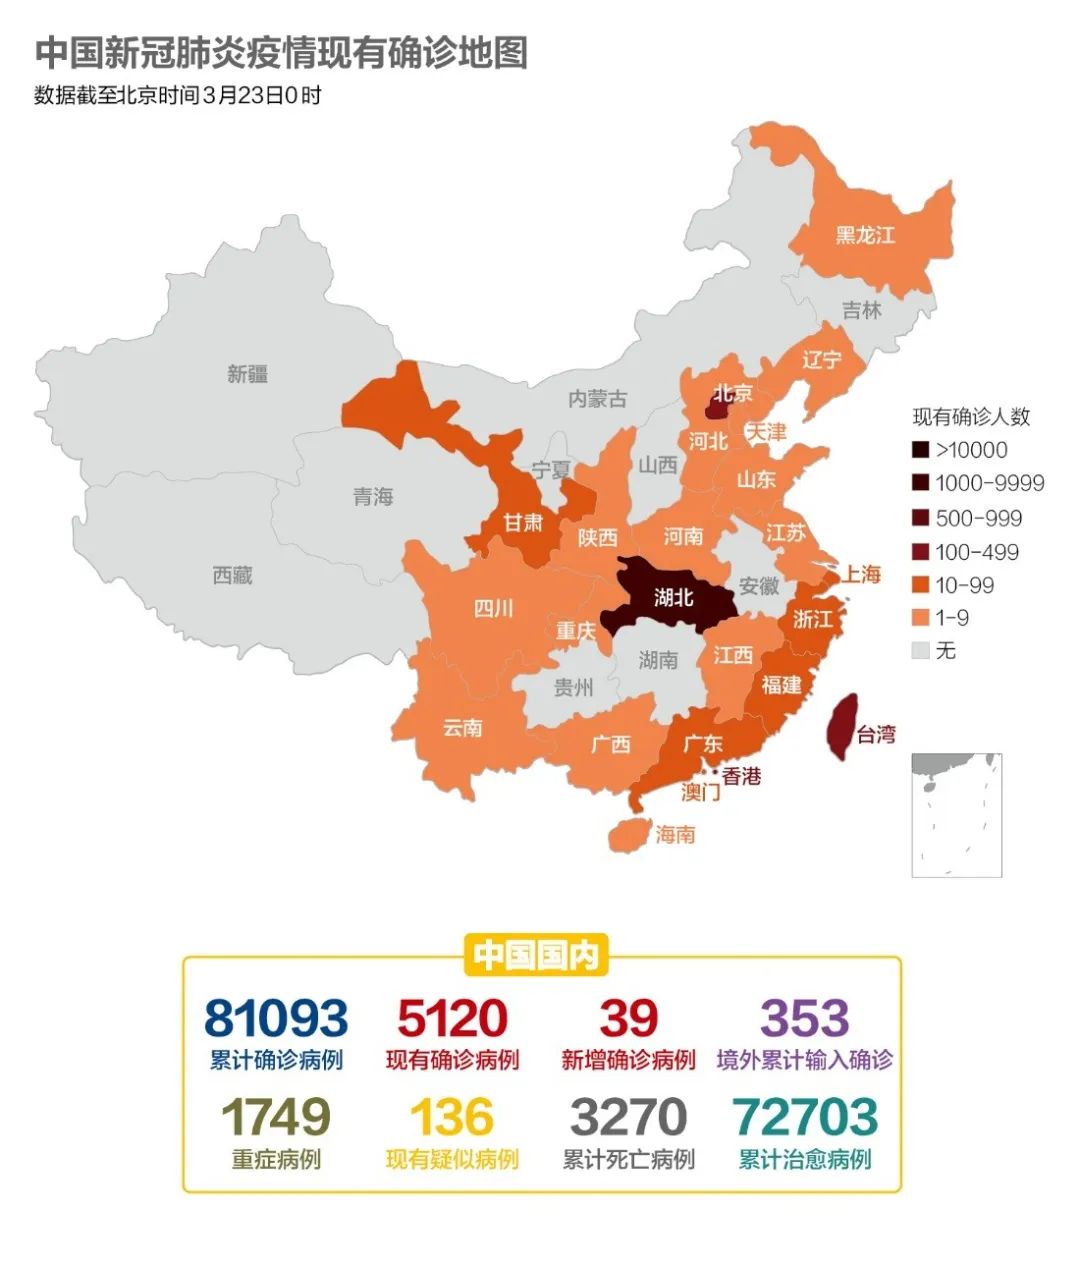 中国新冠肺炎疫情现有确诊地图
数据截至北京时间3月23日0时
黑龙江
吉林
辽宁
新疆
内蒙古
北京
天津
河北
宁夏
山西
山东
青海
甘肃
陕西
河南
江苏
西藏
上海
安徽
四川
湖北
浙江
重庆
湖南
江西
贵州
福建
云南
广西
广东
台湾
香港
澳门
海南
现有确诊人数
>10000
1000-9999
500-999
100-499
10-99
1-9
无
中国国内
81093 5120 39 353
累计确诊病例 现有确诊病例 新增确诊病例 境外累计输入确诊
1749 136 3270 72703
重症病例 现有疑似病例 累计死亡病例 累计治愈病例